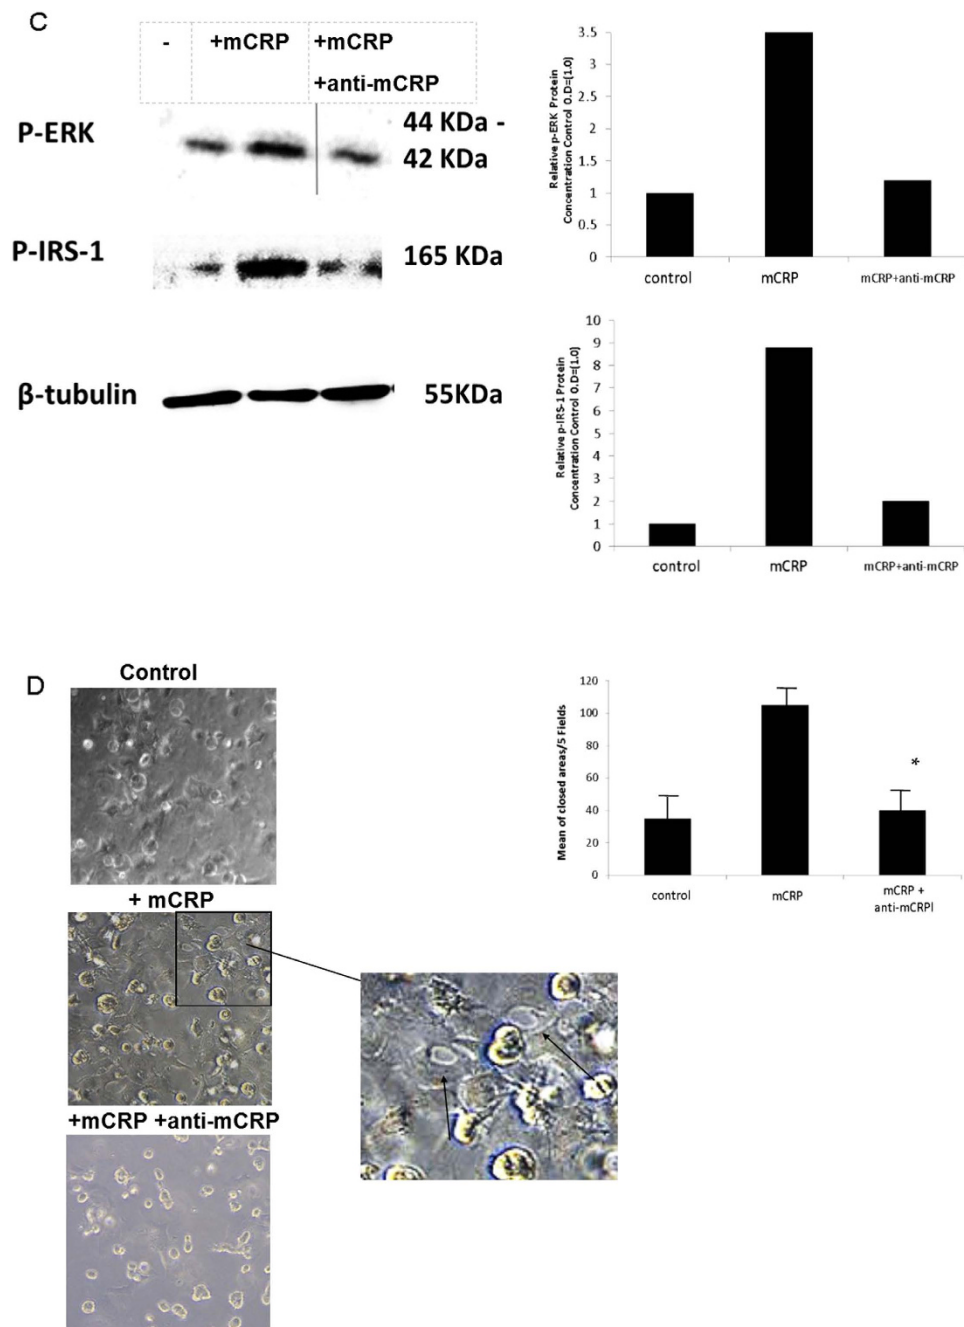 C
- +mCRP +mCRP
+anti-mCRP
P-ERK
44 KDa -
42 KDa
P-IRS-1
165 KDa
β-tubulin
55KDa
Relative p-ERK Protein
Concentration Control O.D=(1.0)
3.5
3
2.5
2
1.5
1
0.5
0
control mCRP mCRP+anti-mCRP
Relative p-IRS-1 Protein
Concentration Control O.D=(1.0)
10
9
8
7
6
5
4
3
2
1
0
control mCRP mCRP+anti-mCRP
D
Control
+ mCRP
+mCRP +anti-mCRP
Mean of closed areas/5 Fields
120
100
80
60
40
20
0
*
control mCRP mCRP +
anti-mCRPI